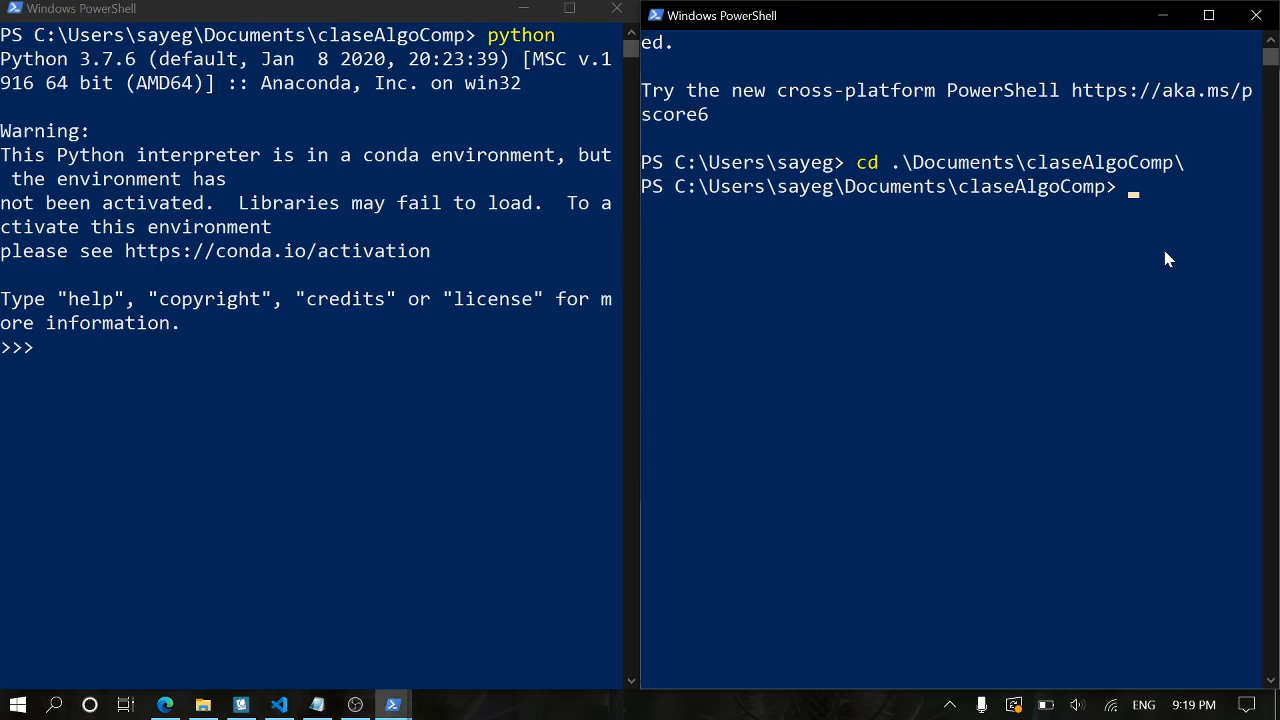 Windows PowerShell
PS C:\Users\sayeg\Documents\claseAlgoComp> python
Python 3.7.6 (default, Jan  8 2020, 20:23:39) [MSC v.1
916 64 bit (AMD64)] :: Anaconda, Inc. on win32
Warning:
This Python interpreter is in a conda environment, but
 the environment has
not been activated.  Libraries may fail to load.  To a
ctivate this environment
please see https://conda.io/activation
Type "help", "copyright", "credits" or "license" for m
ore information.
>>>
Windows PowerShell
ed.
Try the new cross-platform PowerShell https://aka.ms/p
score6
PS C:\Users\sayeg> cd .\Documents\claseAlgoComp\
PS C:\Users\sayeg\Documents\claseAlgoComp>
ENG
9:19 PM